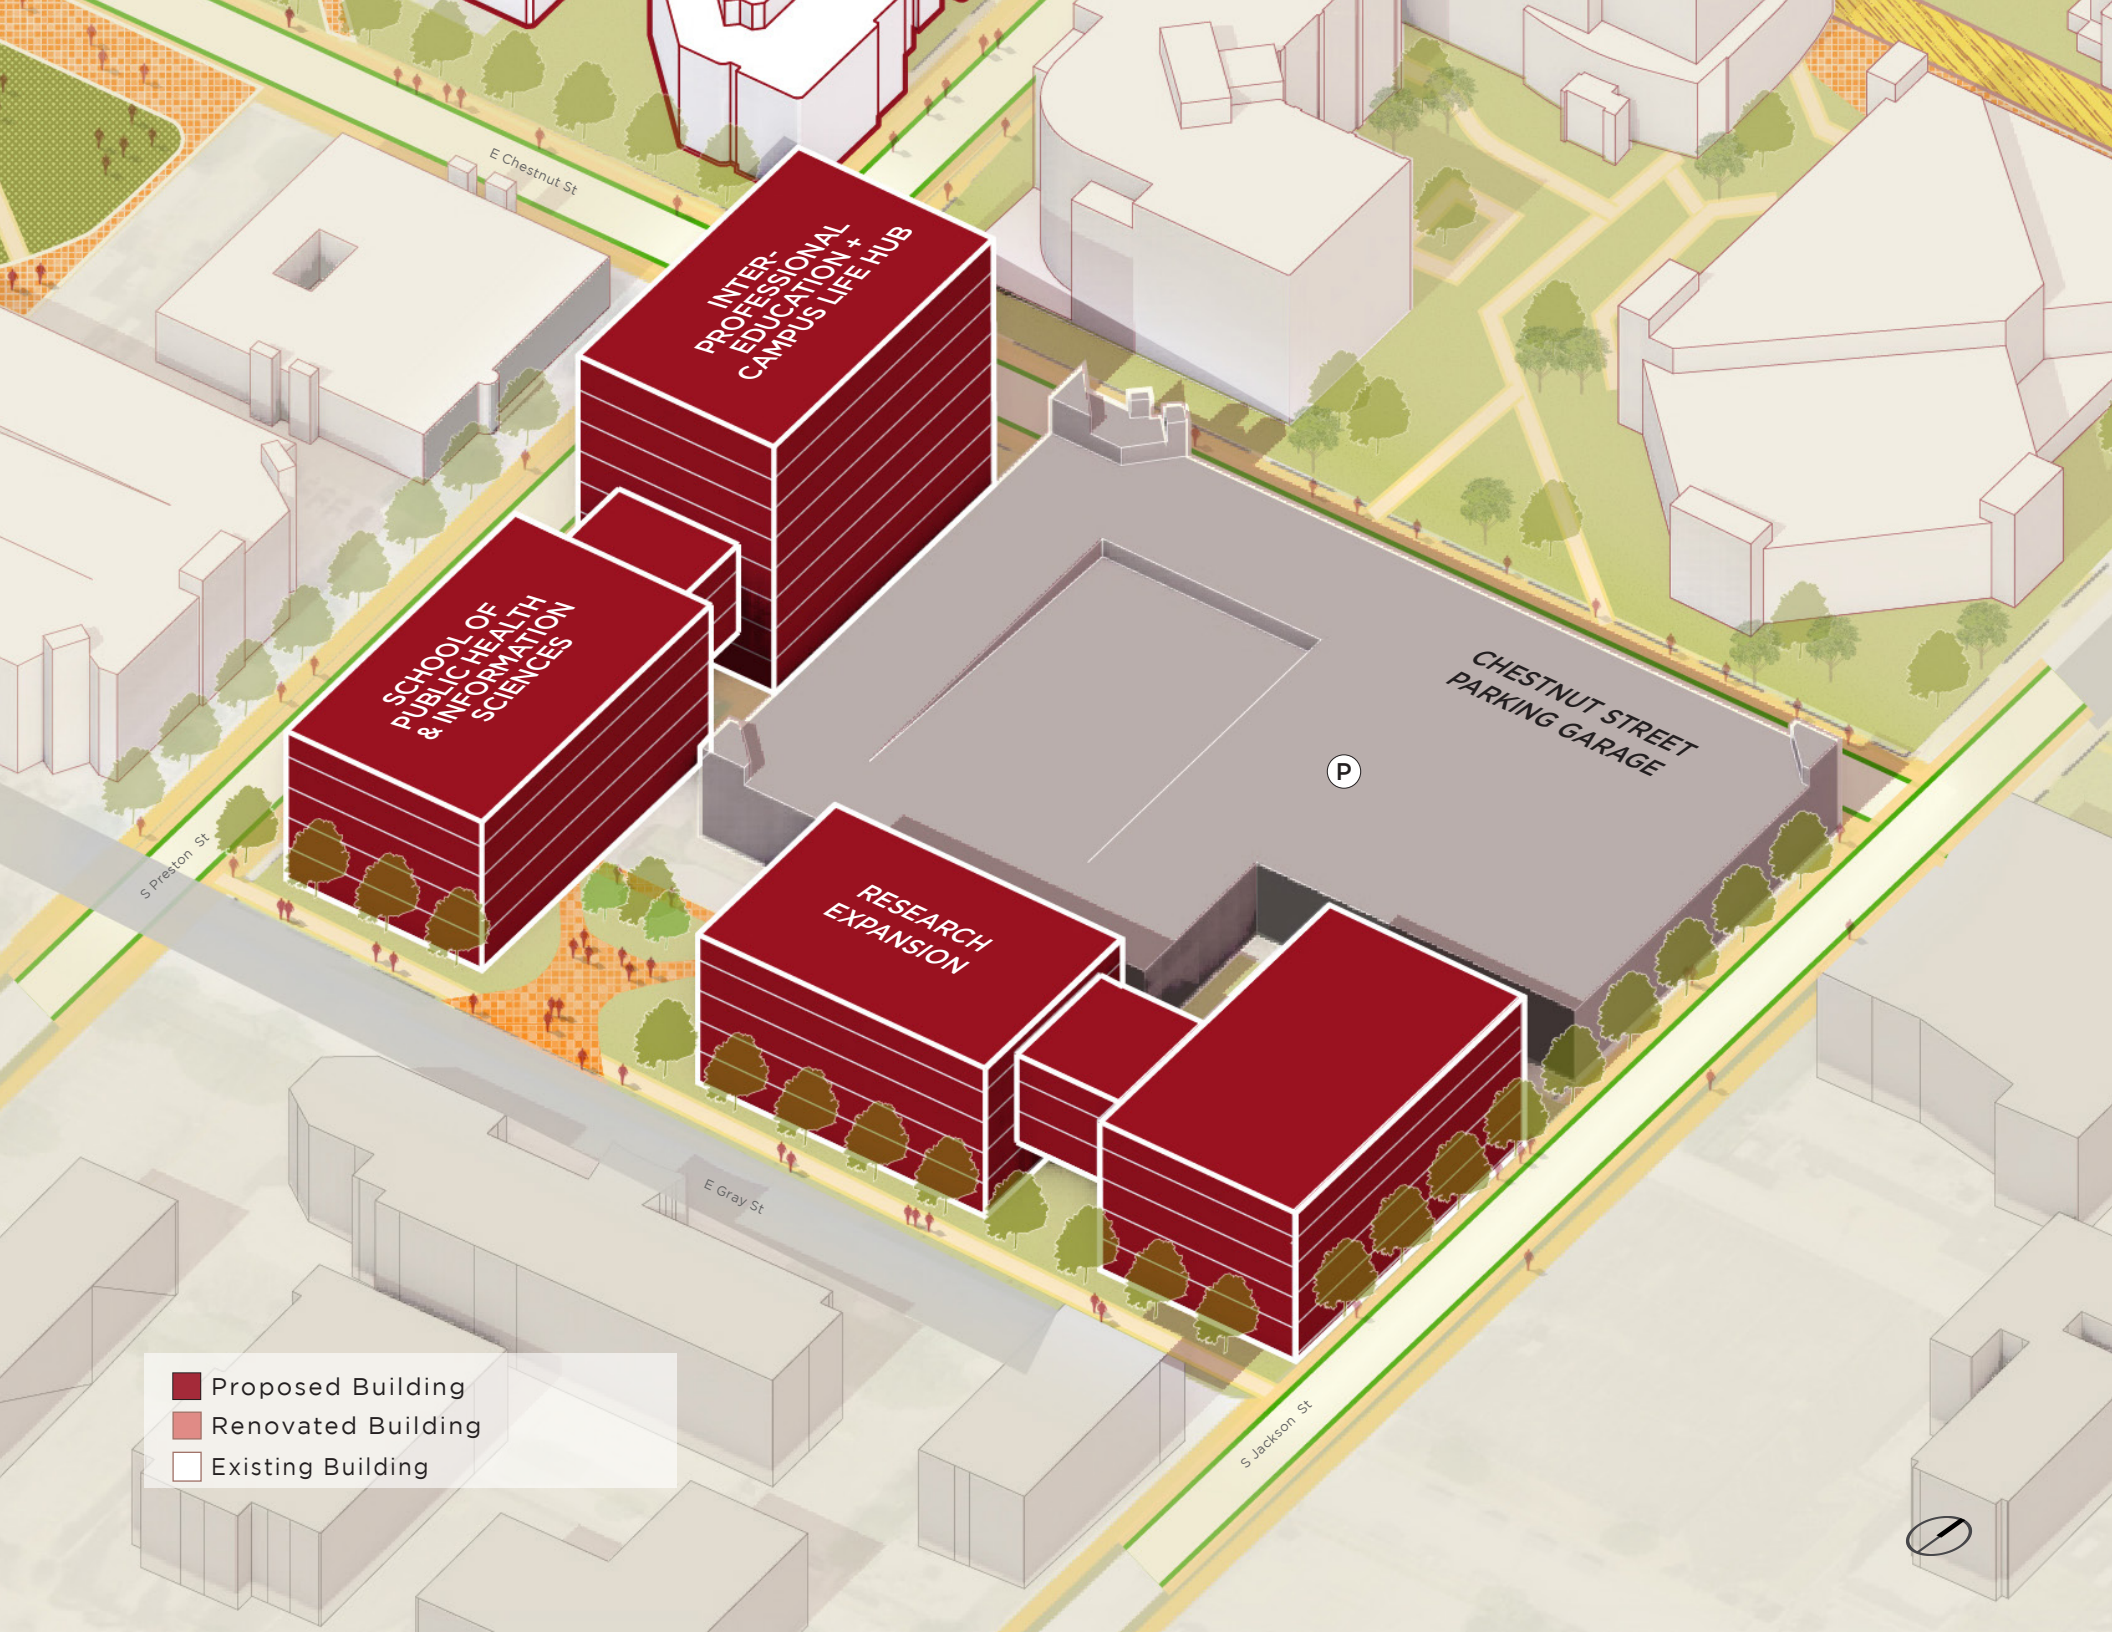 E Chestnut St
INTER-
PROFESSIONAL
EDUCATION +
CAMPUS LIFE HUB
SCHOOL OF
PUBLIC HEALTH
& INFORMATION
SCIENCES
CHESTNUT STREET
PARKING GARAGE
P
S Preston St
RESEARCH
EXPANSION
E Gray St
S Jackson St
Proposed Building
Renovated Building
Existing Building